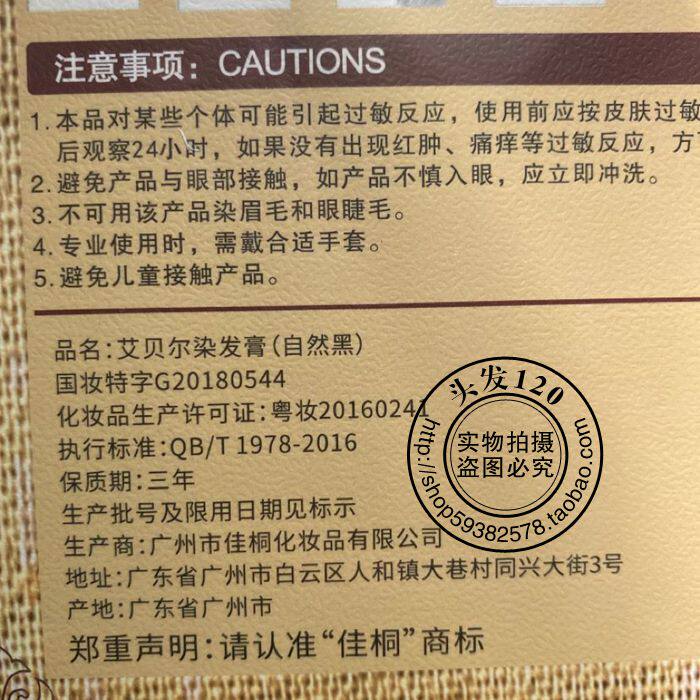 注意事项：CAUTIONS
1. 本品对某些个体可能引起过敏反应，使用前应按皮肤过敏
后观察24小时，如果没有出现红肿、痛痒等过敏反应，方
2. 避免产品与眼部接触，如产品不慎入眼，应立即冲洗。
3. 不可用该产品染眉毛和眼睫毛。
4. 专业使用时，需戴合适手套。
5. 避免儿童接触产品。
品名：艾贝尔染发膏（自然黑）
国妆特字G20180544
化妆品生产许可证：粤妆20160241
执行标准：QB/T 1978-2016
保质期：三年
生产批号及限用日期见标示
生产商：广州市佳桐化妆品有限公司
地址：广东省广州市白云区人和镇大巷村同兴大街3号
产地：广东省广州市
郑重声明：请认准“佳桐”商标
头发120
实物拍摄
盗图必究
http://shop59382578.taobao.com